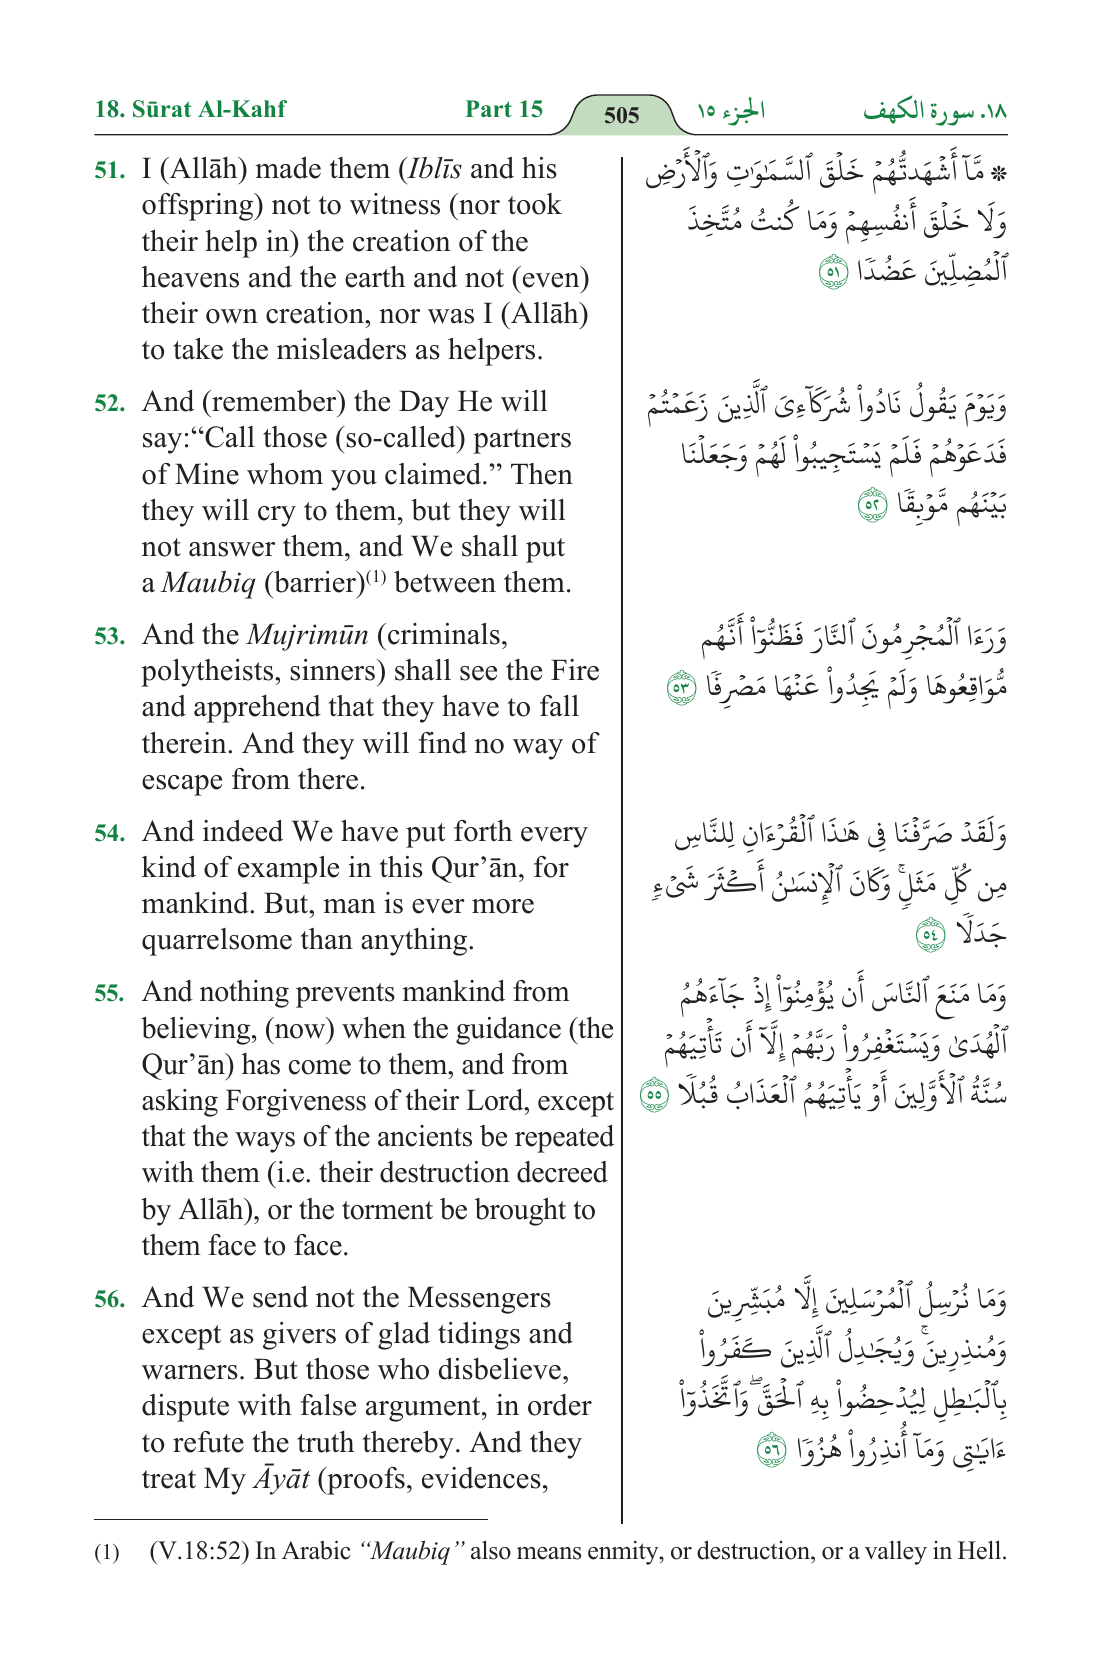 18. Sūrat Al-Kahf
Part 15
505
الجزء ١٥
١٨. سورة الكهف
51. I (Allāh) made them (Iblīs and his
offspring) not to witness (nor took
their help in) the creation of the
heavens and the earth and not (even)
their own creation, nor was I (Allāh)
to take the misleaders as helpers.
52. And (remember) the Day He will
say:“Call those (so-called) partners
of Mine whom you claimed.” Then
they will cry to them, but they will
not answer them, and We shall put
a Maubiq (barrier)(1) between them.
53. And the Mujrimūn (criminals,
polytheists, sinners) shall see the Fire
and apprehend that they have to fall
therein. And they will find no way of
escape from there.
54. And indeed We have put forth every
kind of example in this Qur’ān, for
mankind. But, man is ever more
quarrelsome than anything.
55. And nothing prevents mankind from
believing, (now) when the guidance (the
Qur’ān) has come to them, and from
asking Forgiveness of their Lord, except
that the ways of the ancients be repeated
with them (i.e. their destruction decreed
by Allāh), or the torment be brought to
them face to face.
56. And We send not the Messengers
except as givers of glad tidings and
warners. But those who disbelieve,
dispute with false argument, in order
to refute the truth thereby. And they
treat My Āyāt (proofs, evidences,
۞ مَّآ أَشْهَدتُّهُمْ خَلْقَ ٱلسَّمَـٰوَٰتِ وَٱلْأَرْضِ
وَلَا خَلْقَ أَنفُسِهِمْ وَمَا كُنتُ مُتَّخِذَ
ٱلْمُضِلِّينَ عَضُدًا ٥١
وَيَوْمَ يَقُولُ نَادُوا۟ شُرَكَآءِىَ ٱلَّذِينَ زَعَمْتُمْ
فَدَعَوْهُمْ فَلَمْ يَسْتَجِيبُوا۟ لَهُمْ وَجَعَلْنَا
بَيْنَهُم مَّوْبِقًا ٥٢
وَرَءَا ٱلْمُجْرِمُونَ ٱلنَّارَ فَظَنُّوٓا۟ أَنَّهُم
مُّوَاقِعُوهَا وَلَمْ يَجِدُوا۟ عَنْهَا مَصْرِفًا ٥٣
وَلَقَدْ صَرَّفْنَا فِى هَـٰذَا ٱلْقُرْءَانِ لِلنَّاسِ
مِن كُلِّ مَثَلٍ ۚ وَكَانَ ٱلْإِنسَـٰنُ أَكْثَرَ شَىْءٍ
جَدَلًا ٥٤
وَمَا مَنَعَ ٱلنَّاسَ أَن يُؤْمِنُوٓا۟ إِذْ جَآءَهُمُ
ٱلْهُدَىٰ وَيَسْتَغْفِرُوا۟ رَبَّهُمْ إِلَّآ أَن تَأْتِيَهُمْ
سُنَّةُ ٱلْأَوَّلِينَ أَوْ يَأْتِيَهُمُ ٱلْعَذَابُ قُبُلًا ٥٥
وَمَا نُرْسِلُ ٱلْمُرْسَلِينَ إِلَّا مُبَشِّرِينَ
وَمُنذِرِينَ ۚ وَيُجَـٰدِلُ ٱلَّذِينَ كَفَرُوا۟
بِٱلْبَـٰطِلِ لِيُدْحِضُوا۟ بِهِ ٱلْحَقَّ ۖ وَٱتَّخَذُوٓا۟
ءَايَـٰتِى وَمَآ أُنذِرُوا۟ هُزُوًا ٥٦
(1) (V.18:52) In Arabic “Maubiq” also means enmity, or destruction, or a valley in Hell.